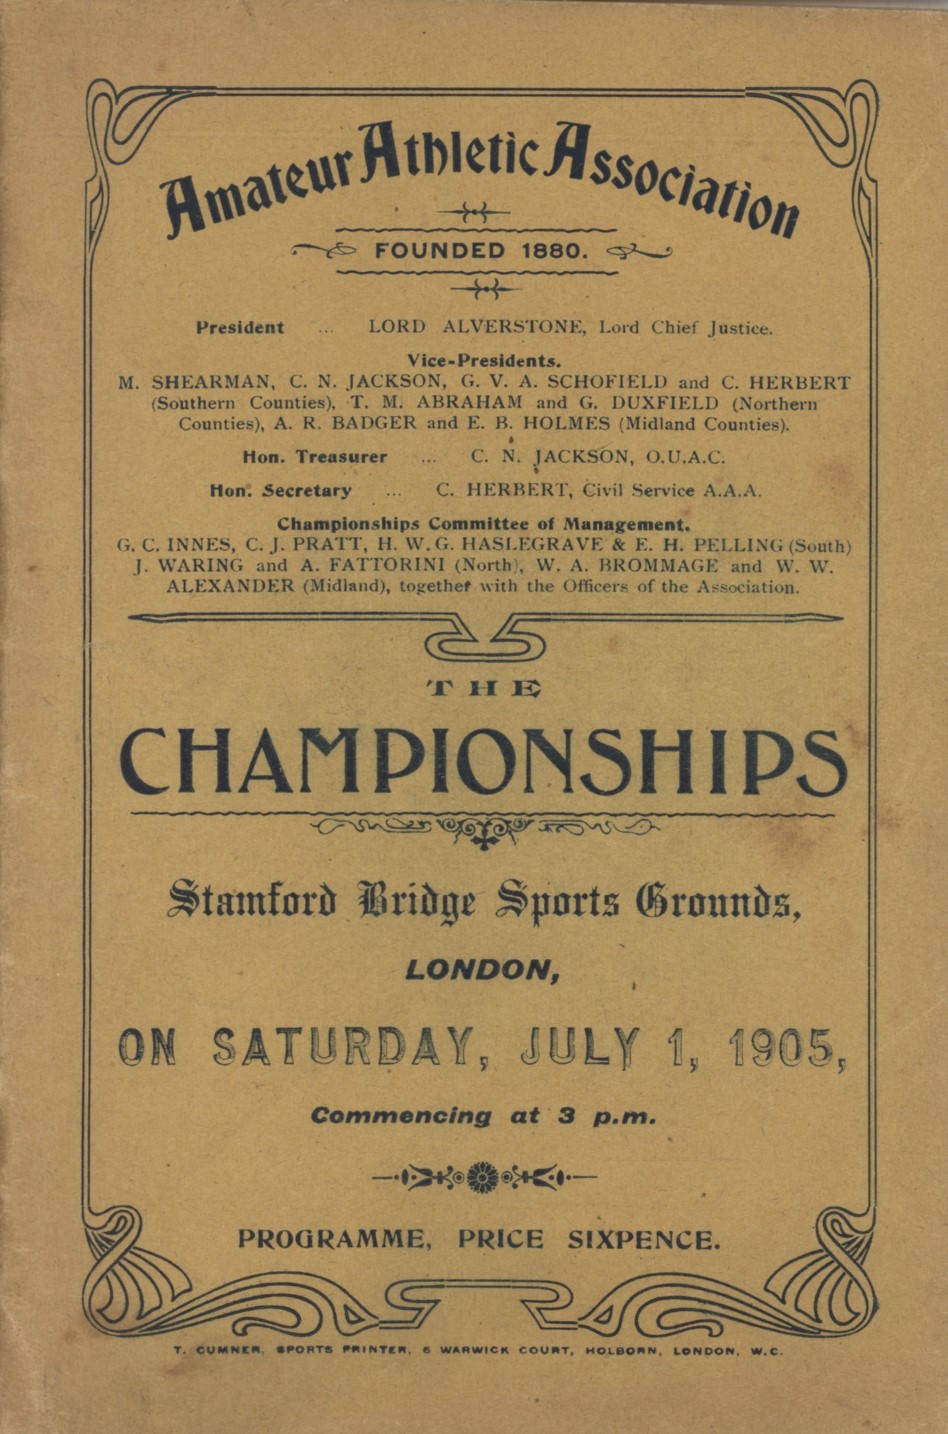 Amateur Athletic Association
FOUNDED 1880.
President ... LORD ALVERSTONE, Lord Chief Justice.
Vice-Presidents.
M. SHEARMAN, C. N. JACKSON, G. V. A. SCHOFIELD and C. HERBERT
(Southern Counties), T. M. ABRAHAM and G. DUXFIELD (Northern
Counties), A. R. BADGER and E. B. HOLMES (Midland Counties).
Hon. Treasurer ... C. N. JACKSON, O.U.A.C.
Hon. Secretary ... C. HERBERT, Civil Service A.A.A.
Championships Committee of Management.
G. C. INNES, C. J. PRATT, H. W. G. HASLEGRAVE & E. H. PELLING (South)
J. WARING and A. FATTORINI (North), W. A. BROMMAGE and W. W.
ALEXANDER (Midland), together with the Officers of the Association.
THE
CHAMPIONSHIPS
Stamford Bridge Sports Grounds,
LONDON,
ON SATURDAY, JULY 1, 1905,
Commencing at 3 p.m.
PROGRAMME, PRICE SIXPENCE.
T. CUMNER, SPORTS PRINTER, 6 WARWICK COURT, HOLBORN, LONDON, W.C.